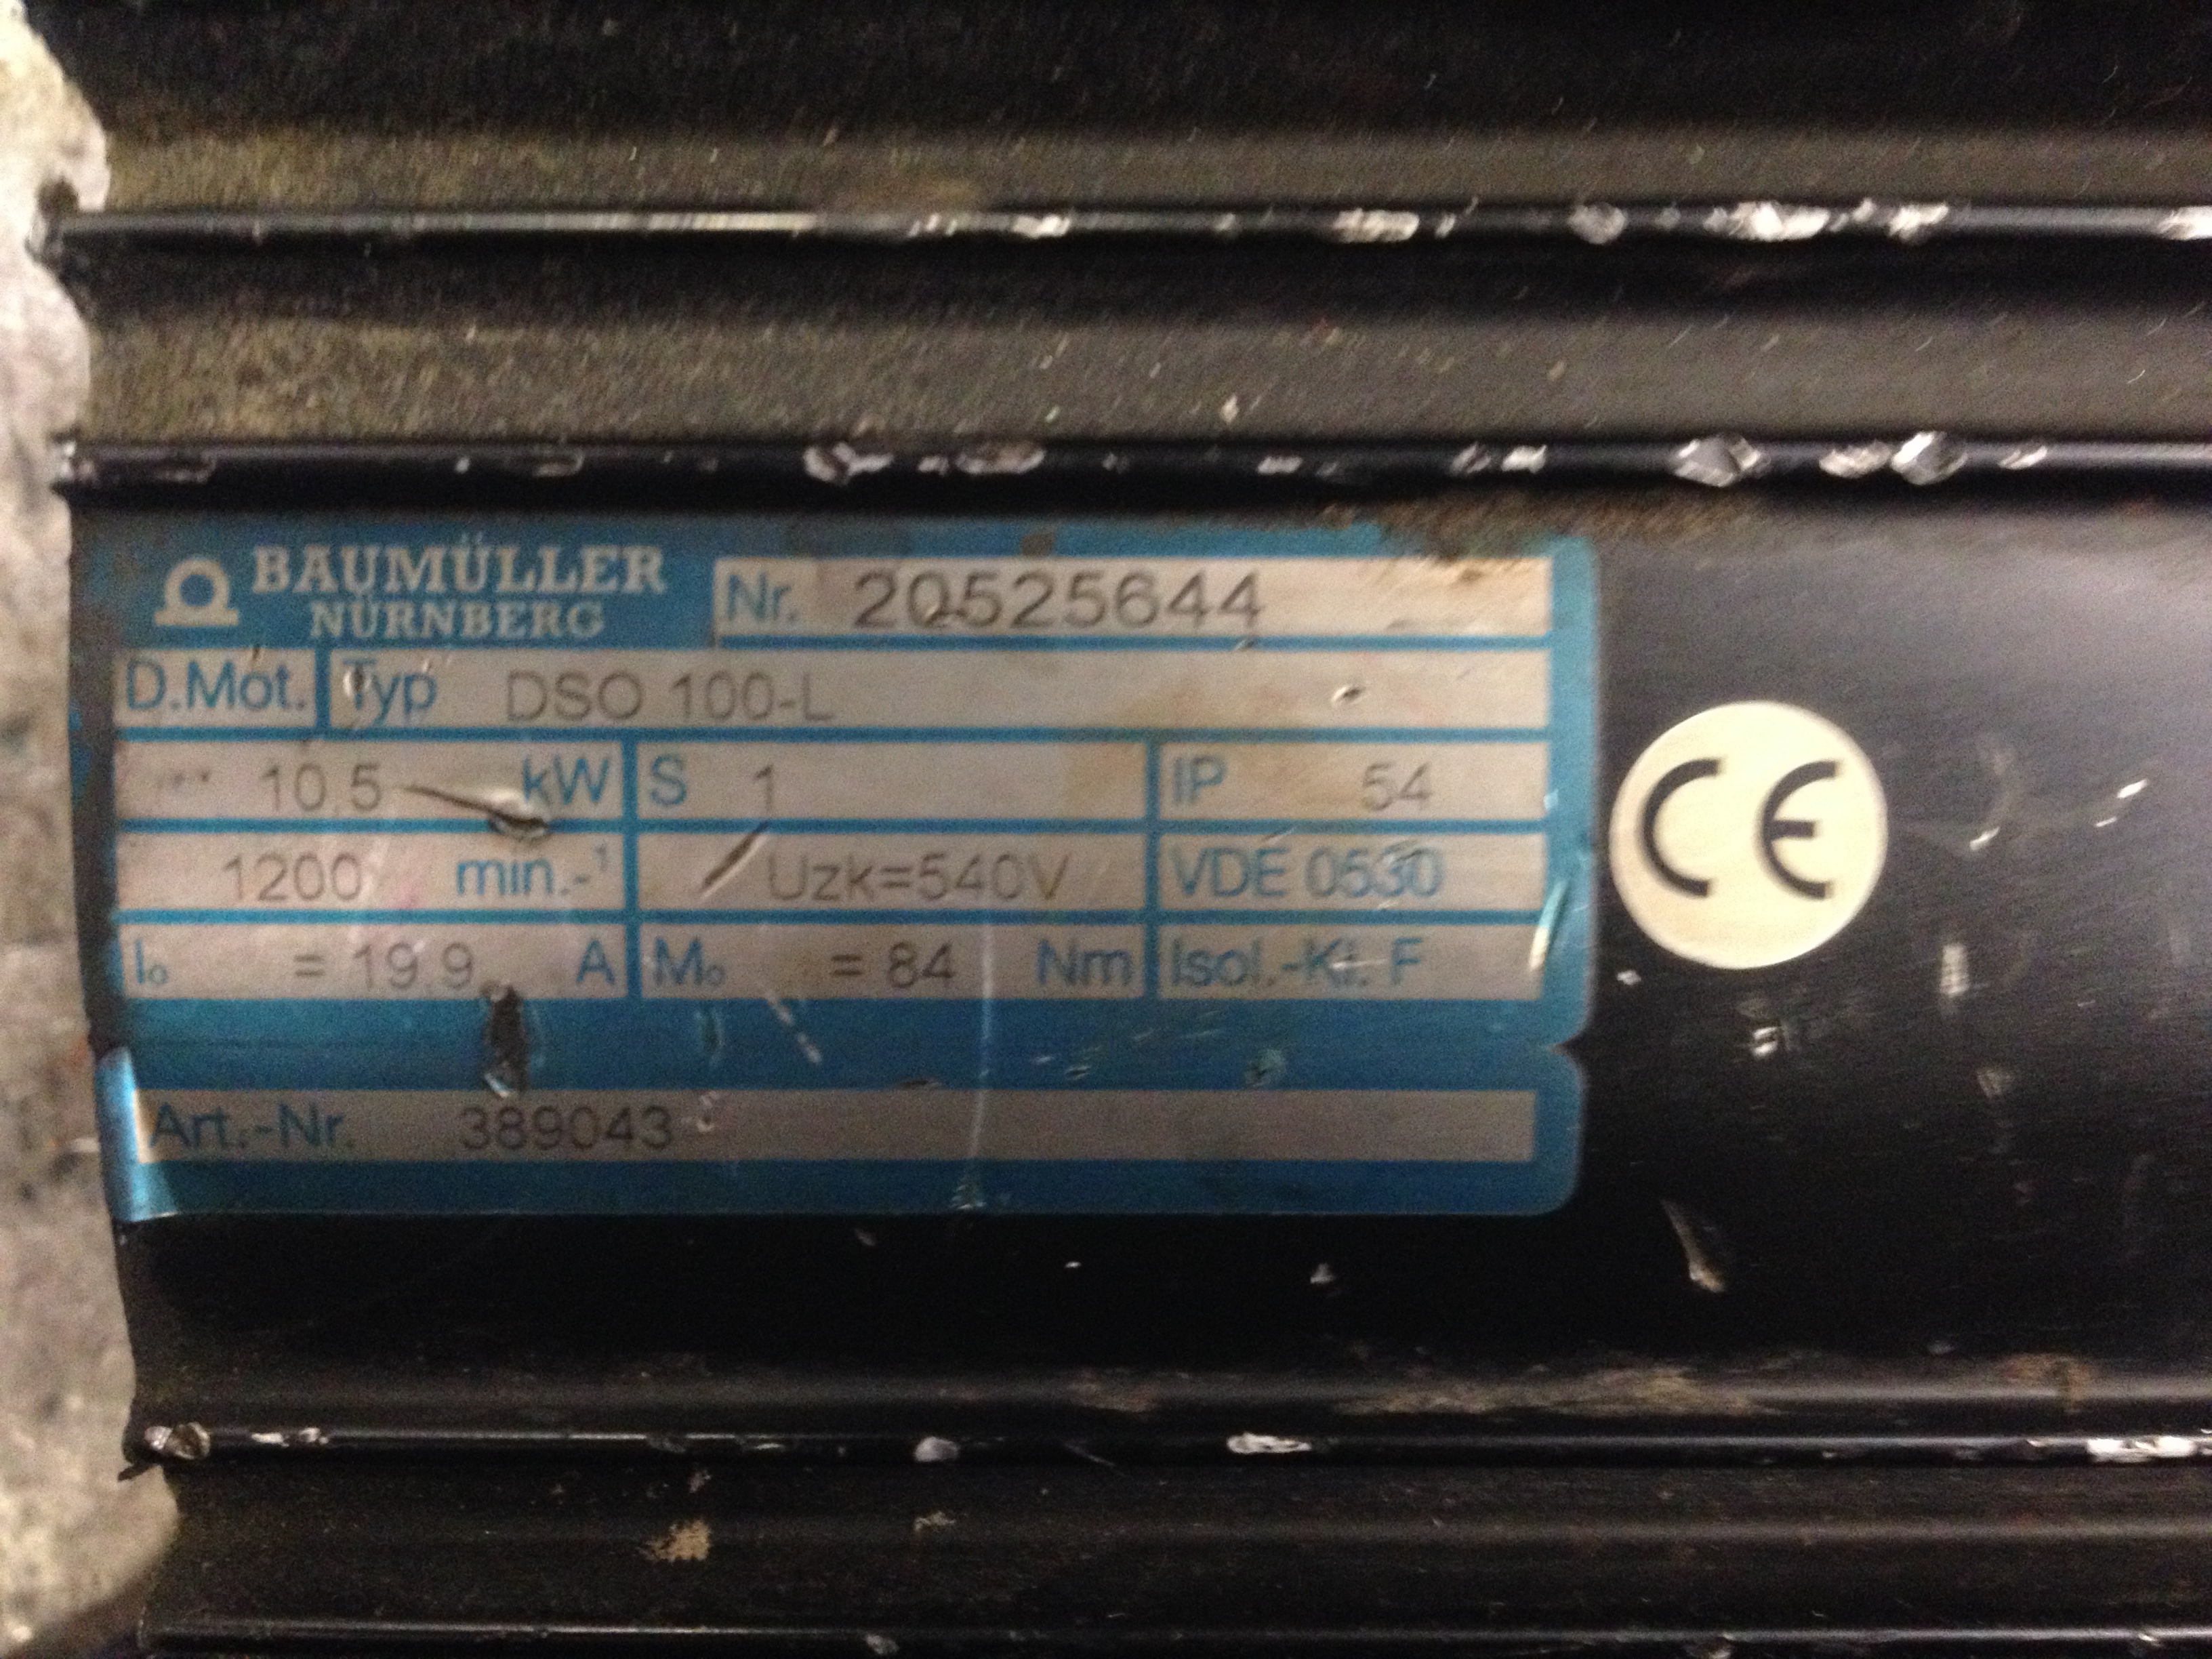 BAUMÜLLER
NÜRNBERG
Nr. 20525644
D.Mot. Typ DSO 100-L
10,5 kW S 1 IP 54
1200 min.-¹ Uzk=540V VDE 0530
I₀ = 19,9 A M₀ = 84 Nm Isol.-Kl. F
Art.-Nr. 389043
CE